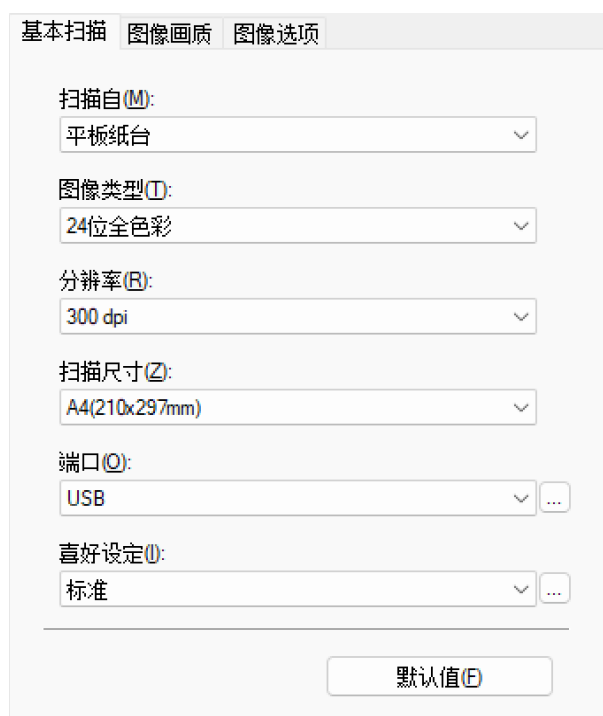 基本扫描 图像画质 图像选项
扫描自(M):
平板纸台
图像类型(T):
24位全色彩
分辨率(R):
300 dpi
扫描尺寸(Z):
A4(210x297mm)
端口(O):
USB
...
喜好设定(I):
标准
...
默认值(F)